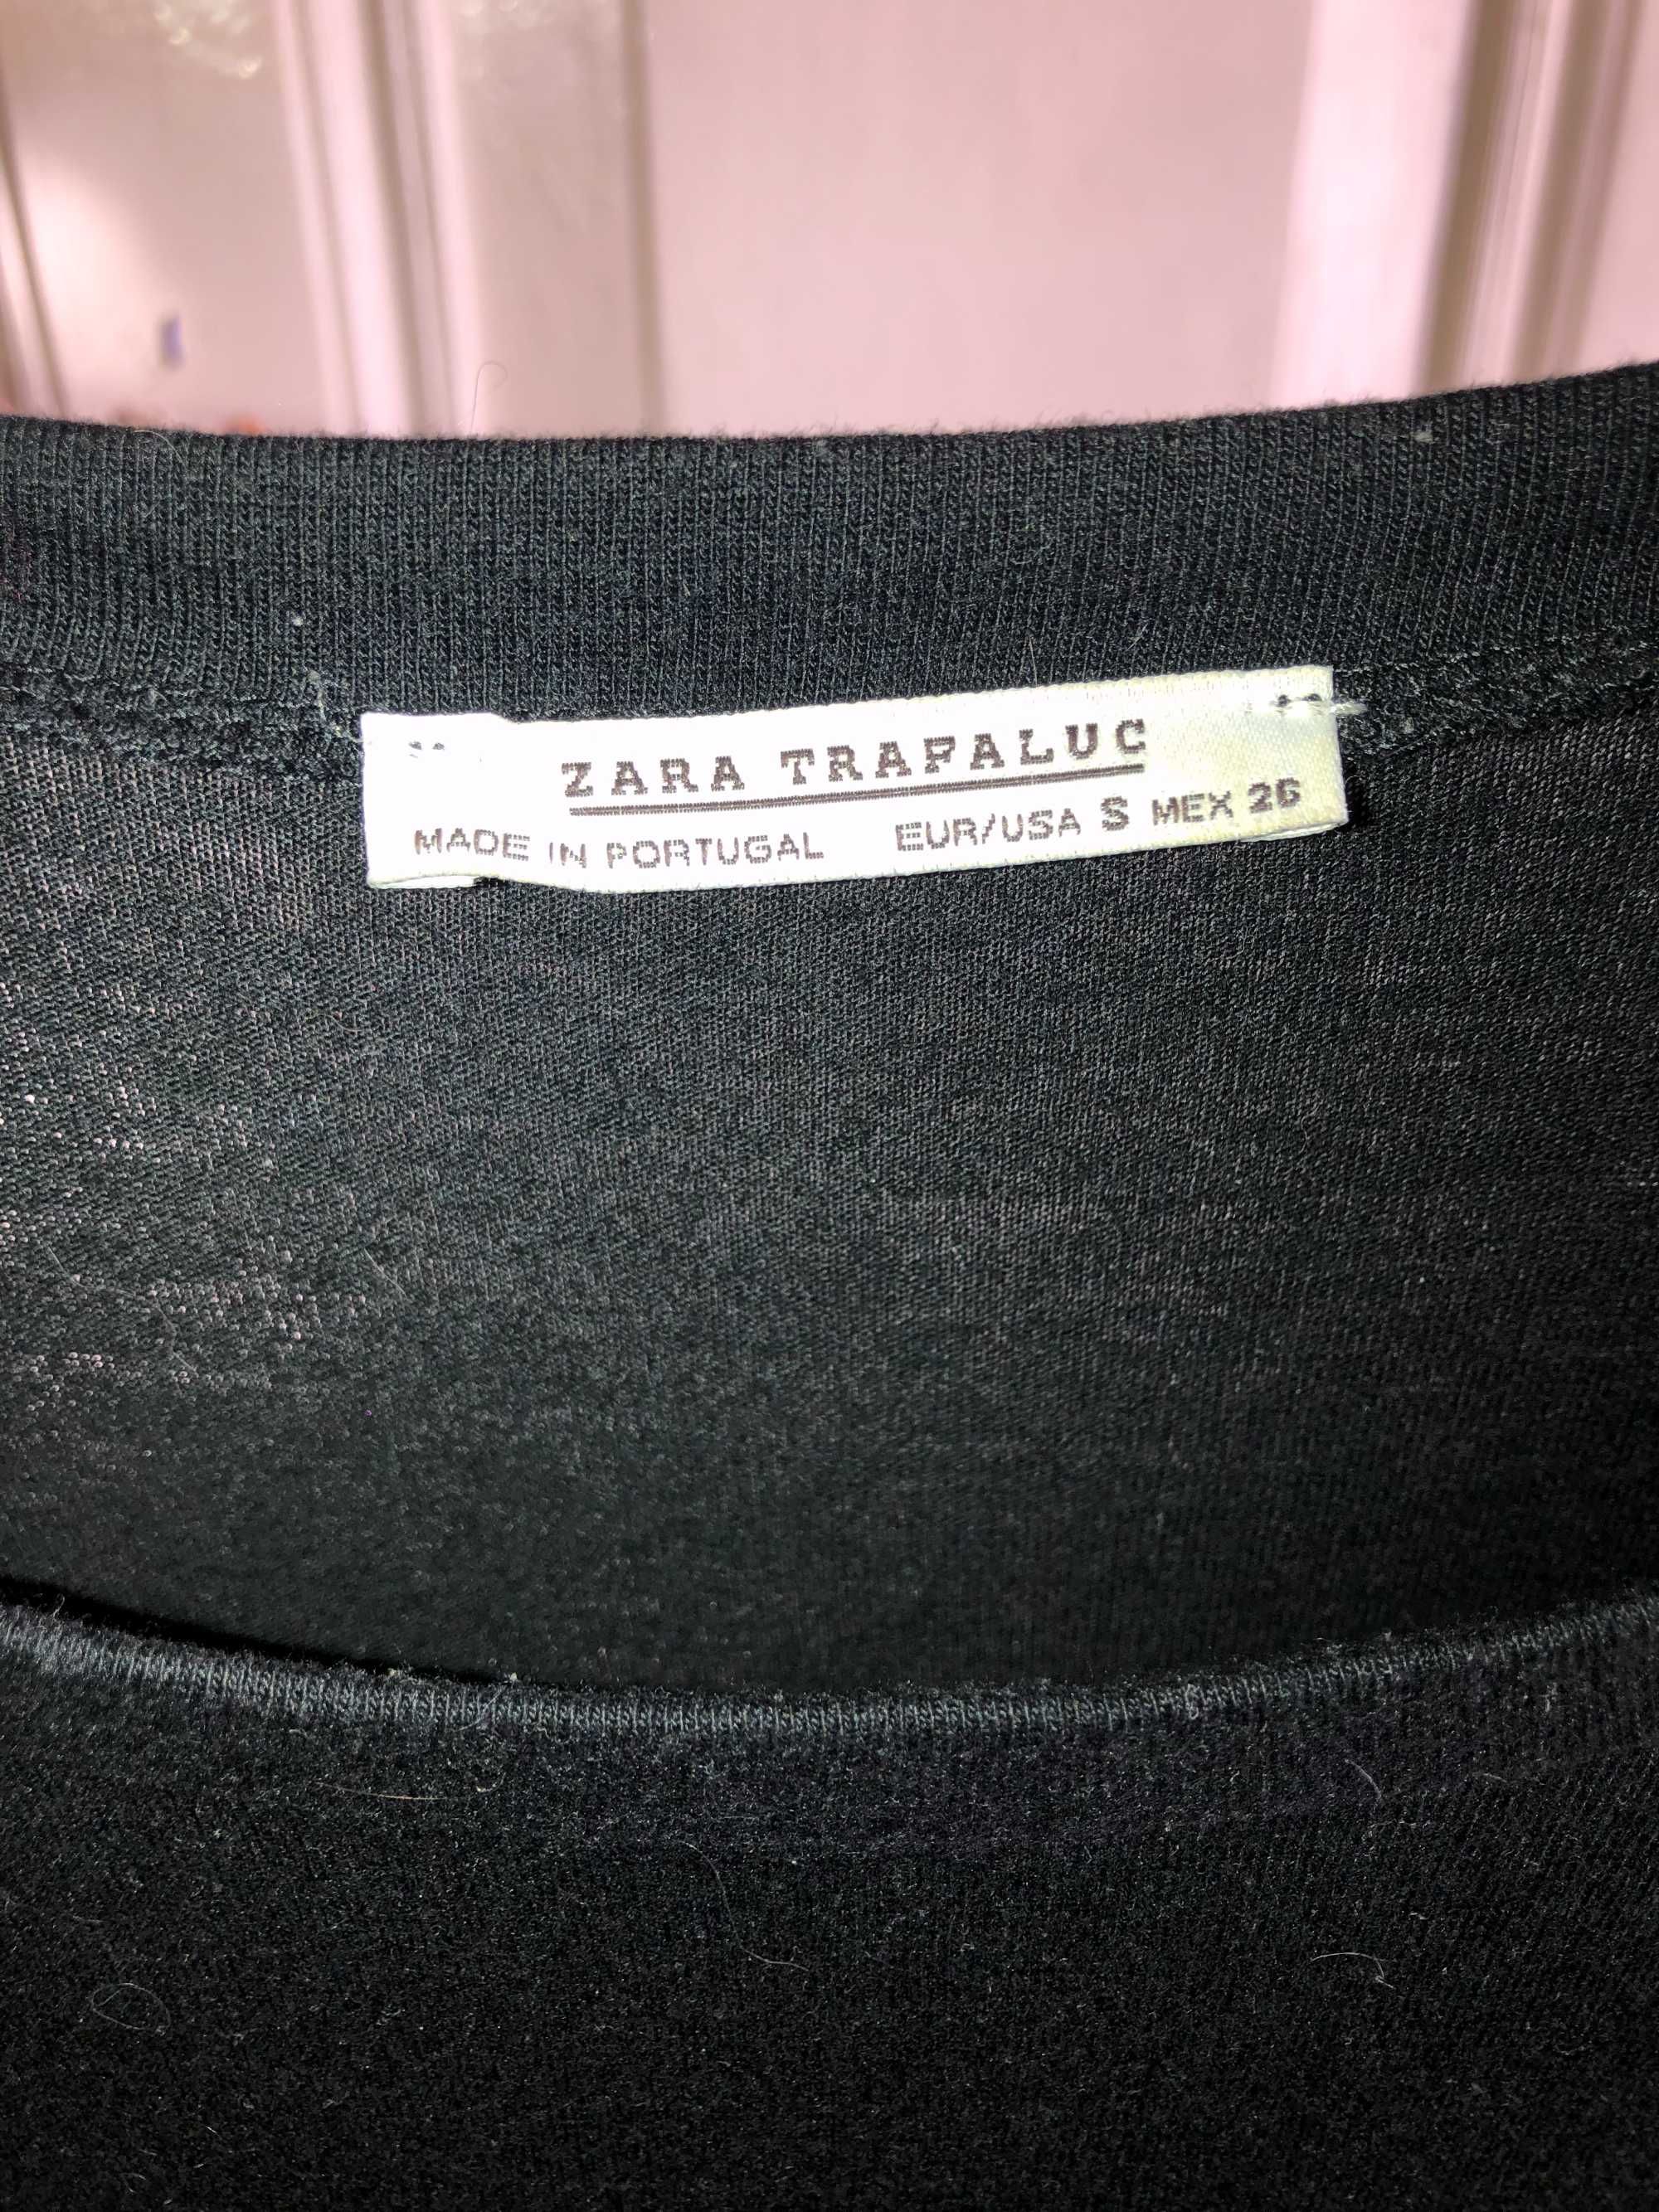 ZARA TRAFALUC
MADE IN PORTUGAL EUR/USA S MEX 26